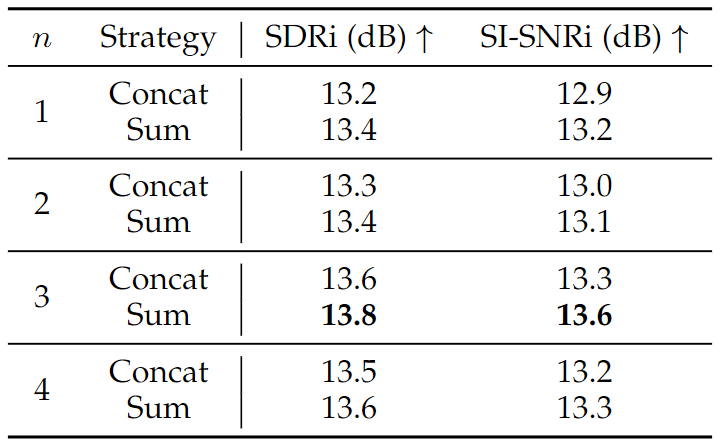 n Strategy SDRi (dB) ↑ SI-SNRi (dB) ↑
1
Concat 13.2 12.9
Sum 13.4 13.2
2
Concat 13.3 13.0
Sum 13.4 13.1
3
Concat 13.6 13.3
Sum 13.8 13.6
4
Concat 13.5 13.2
Sum 13.6 13.3